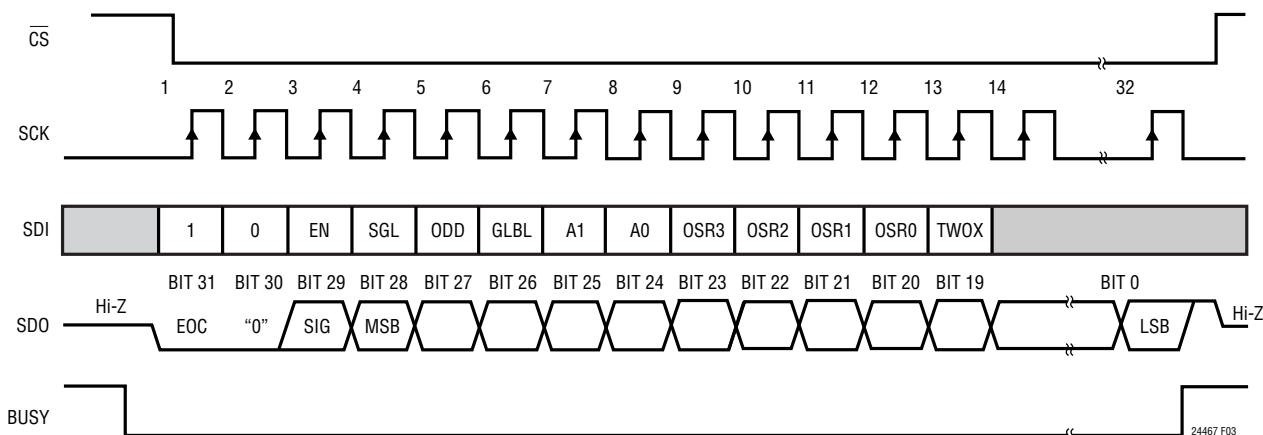 CS
1 2 3 4 5 6 7 8 9 10 11 12 13 14 32
SCK
SDI 1 0 EN SGL ODD GLBL A1 A0 OSR3 OSR2 OSR1 OSR0 TWOX
BIT 31 BIT 30 BIT 29 BIT 28 BIT 27 BIT 26 BIT 25 BIT 24 BIT 23 BIT 22 BIT 21 BIT 20 BIT 19 BIT 0
SDO Hi-Z EOC “0” SIG MSB LSB Hi-Z
BUSY
24467 F03